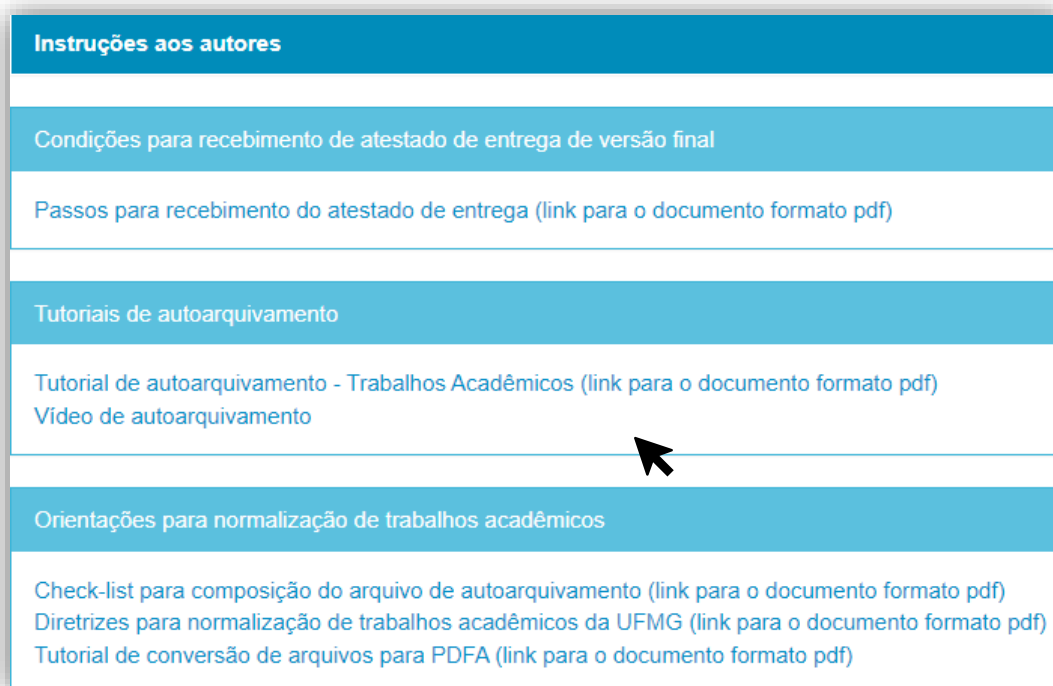 Instruções aos autores
Condições para recebimento de atestado de entrega de versão final
Passos para recebimento do atestado de entrega (link para o documento formato pdf)
Tutoriais de autoarquivamento
Tutorial de autoarquivamento - Trabalhos Acadêmicos (link para o documento formato pdf)
Vídeo de autoarquivamento
Orientações para normalização de trabalhos acadêmicos
Check-list para composição do arquivo de autoarquivamento (link para o documento formato pdf)
Diretrizes para normalização de trabalhos acadêmicos da UFMG (link para o documento formato pdf)
Tutorial de conversão de arquivos para PDFA (link para o documento formato pdf)